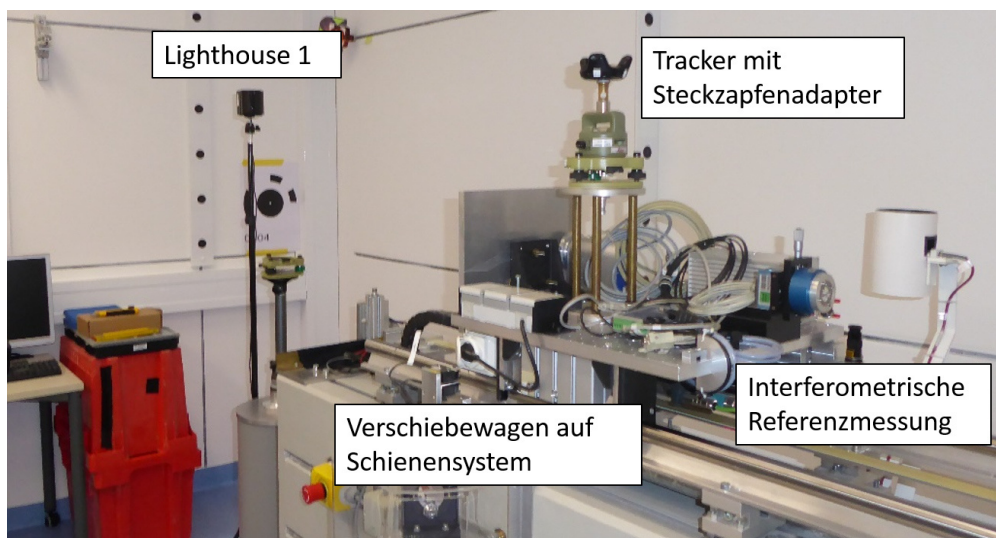 Lighthouse 1
Tracker mit
Steckzapfenadapter
Interferometrische
Referenzmessung
Verschiebewagen auf
Schienensystem